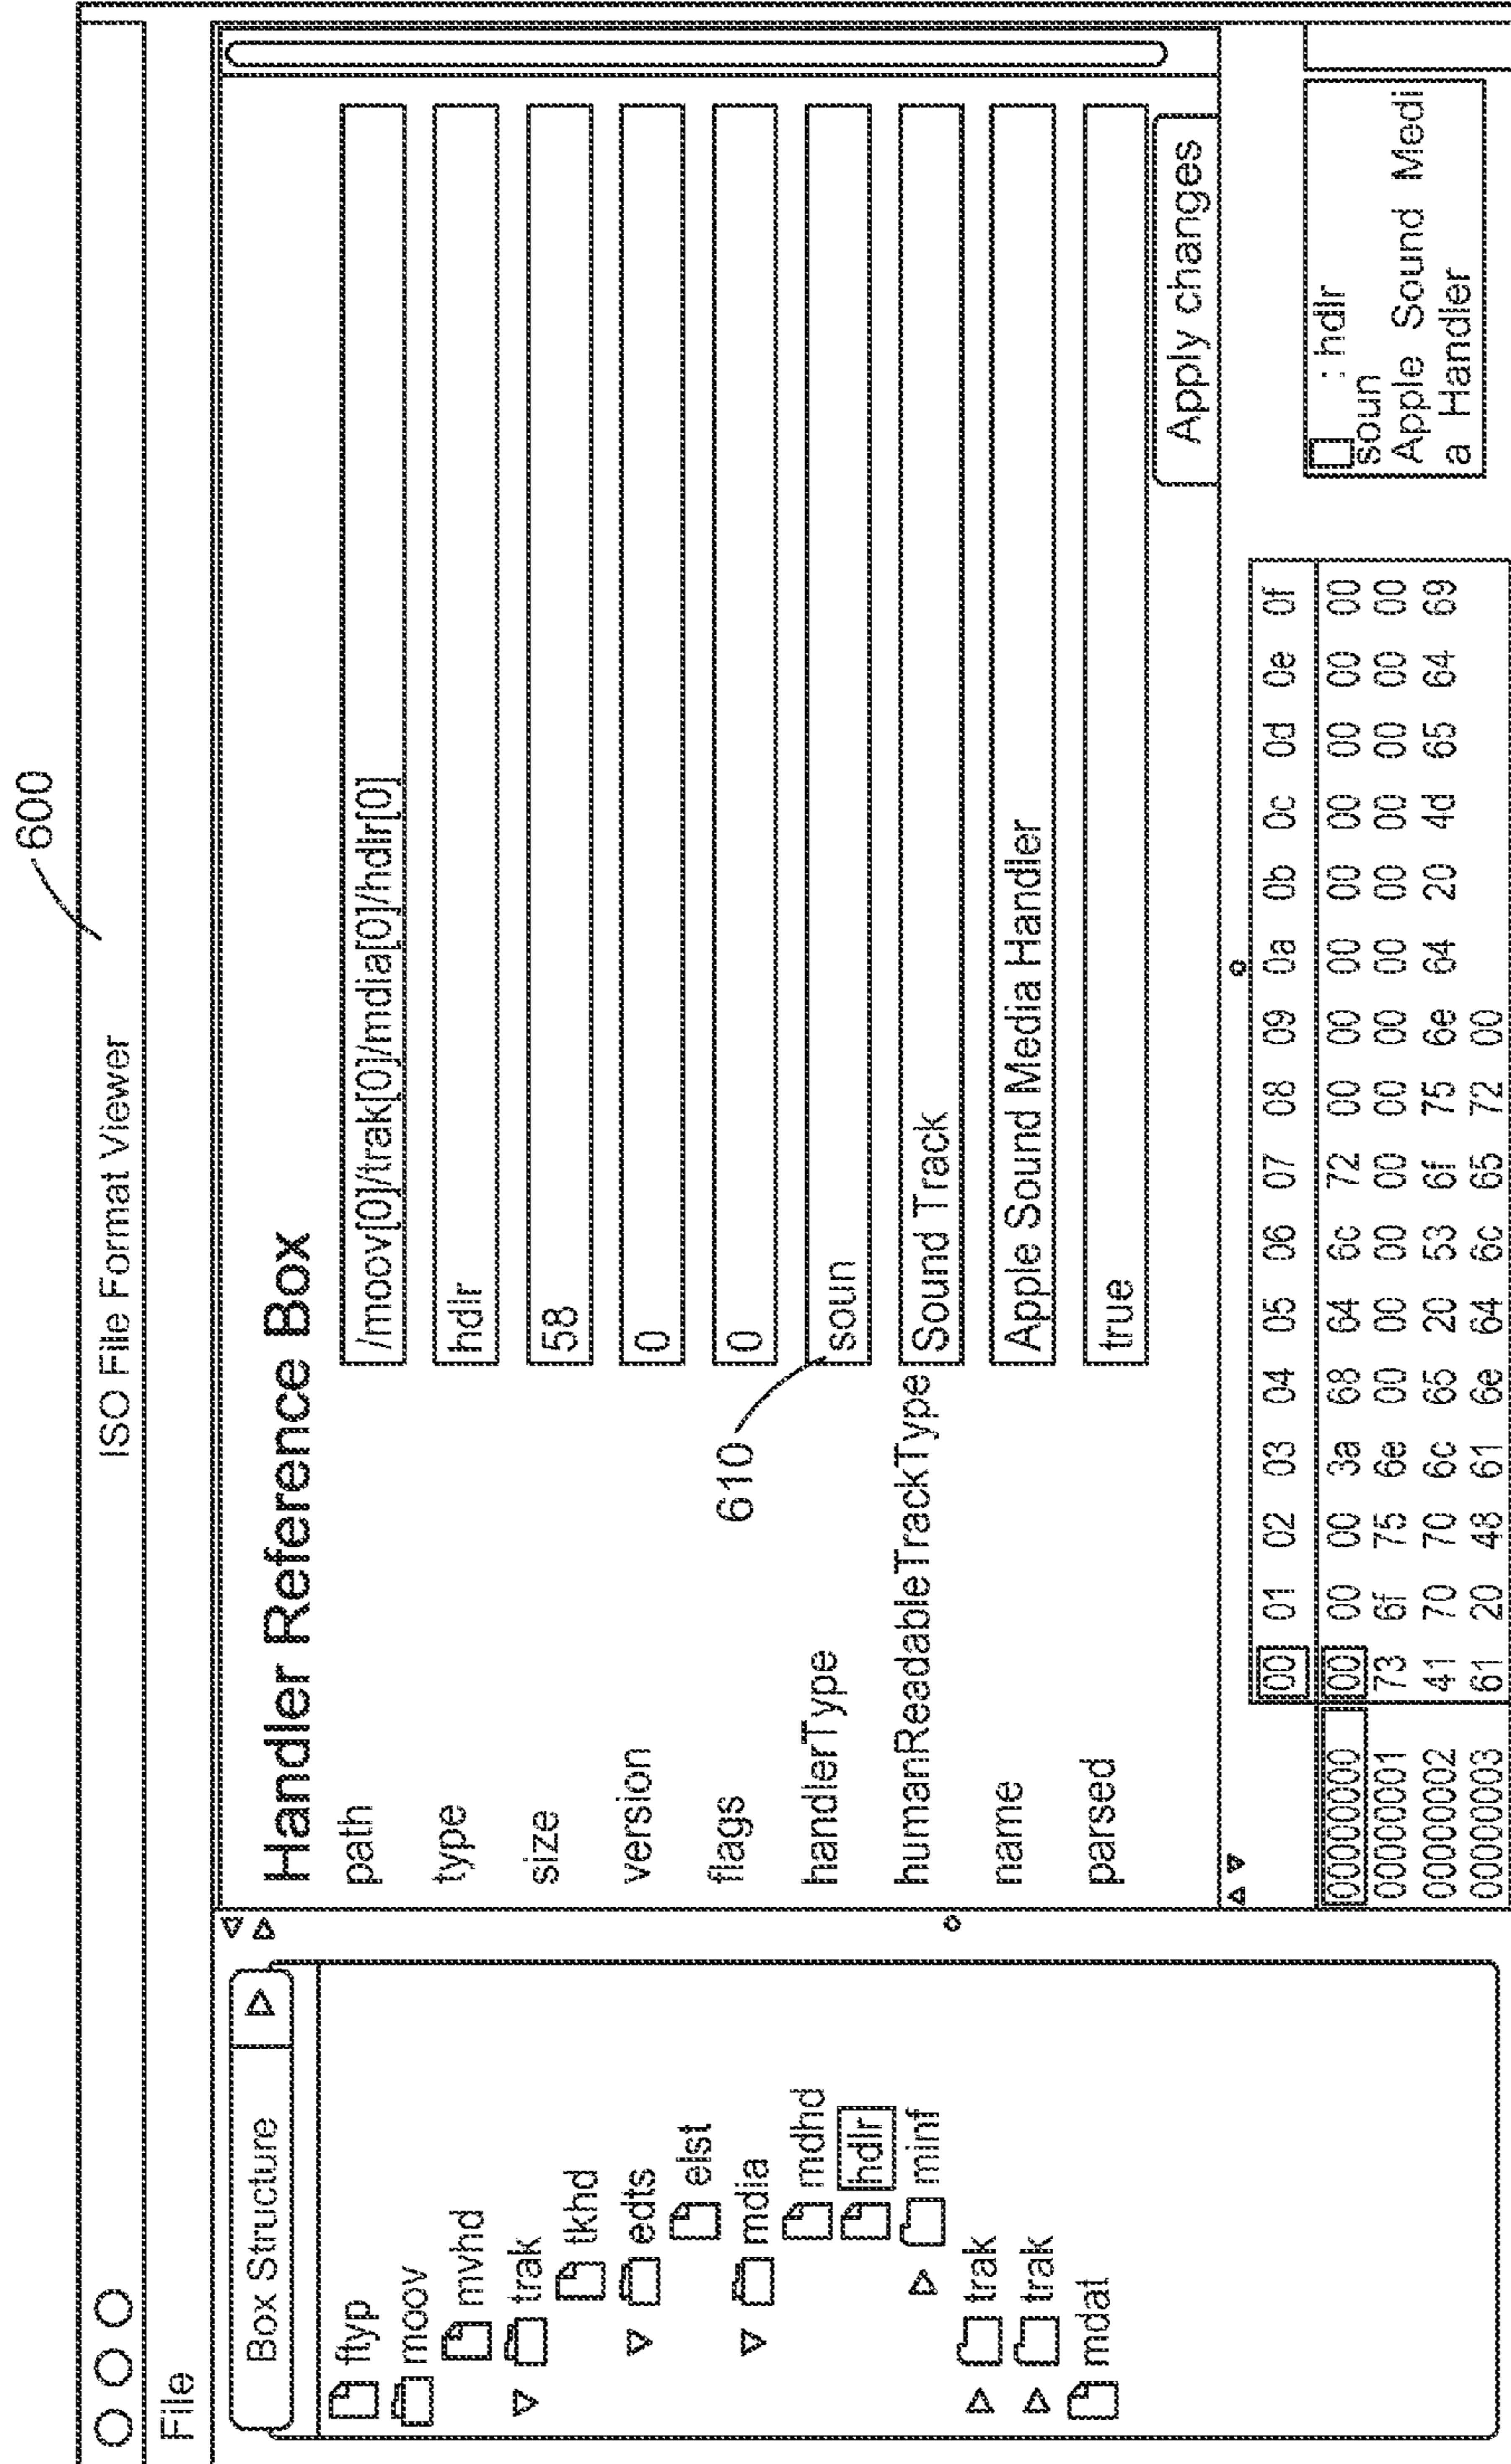 600
ISO File Format Viewer
File
Box Structure
ftyp
moov
mvhd
trak
tkhd
edts
elst
mdia
mdhd
hdlr
minf
trak
trak
mdat
Handler Reference Box
path /moov[0]/trak[0]/mdia[0]/hdlr[0]
type hdlr
size 58
version 0
flags 0
610
handlerType soun
humanReadableTrackType Sound Track
name Apple Sound Media Handler
parsed true
Apply changes
00 01 02 03 04 05 06 07 08 09 0a 0b 0c 0d 0e 0f
00000000 00 00 00 3a 68 64 6c 72 00 00 00 00 00 00 00 00
00000001 73 6f 75 6e 00 00 00 00 00 00 00 00 00 00 00 00
00000002 41 70 70 6c 65 20 53 6f 75 6e 64 20 4d 65 64 69
00000003 61 20 48 61 6e 64 6c 65 72 00
: hdlr
soun
Apple Sound Medi
a Handler